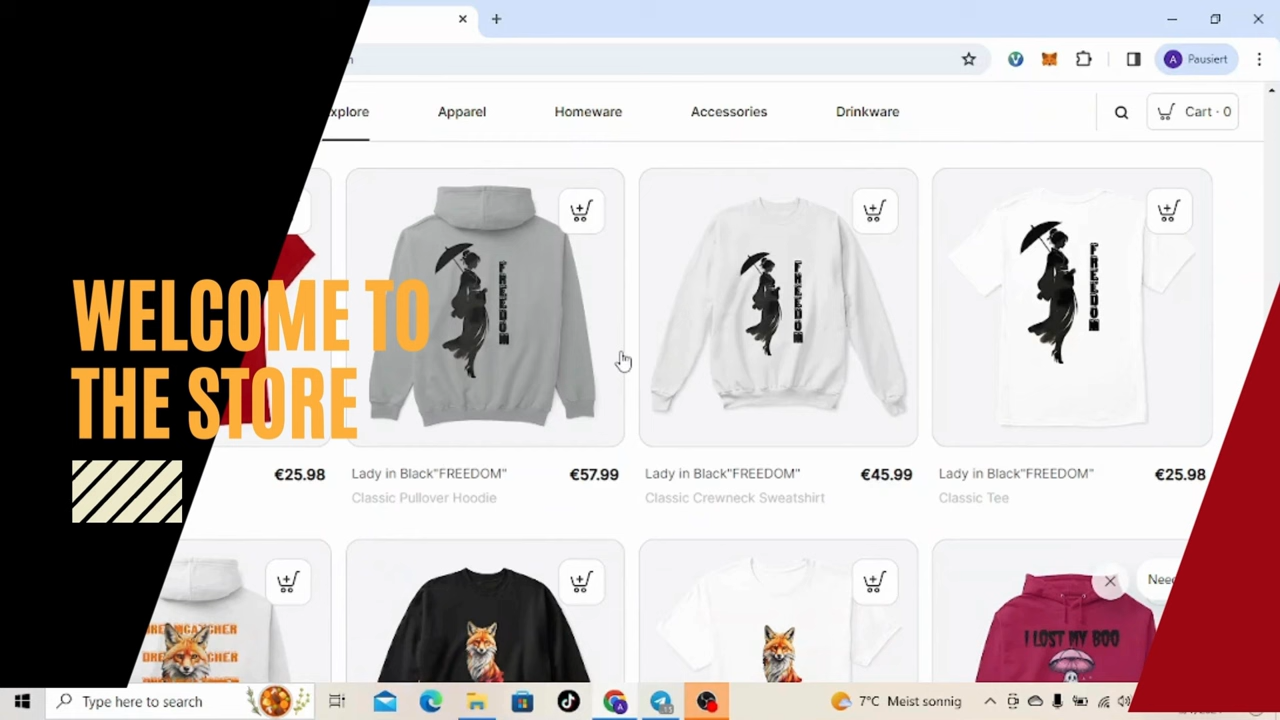 Pausiert
Apparel
Homeware
Accessories
Drinkware
Cart · 0
FREEDOM
FREEDOM
FREEDOM
WELCOME TO
THE STORE
€25.98
Lady in Black"FREEDOM"
€57.99
Lady in Black"FREEDOM"
€45.99
Lady in Black"FREEDOM"
€25.98
Classic Pullover Hoodie
Classic Crewneck Sweatshirt
Classic Tee
I LOST MY BOO
Type here to search
7°C Meist sonnig